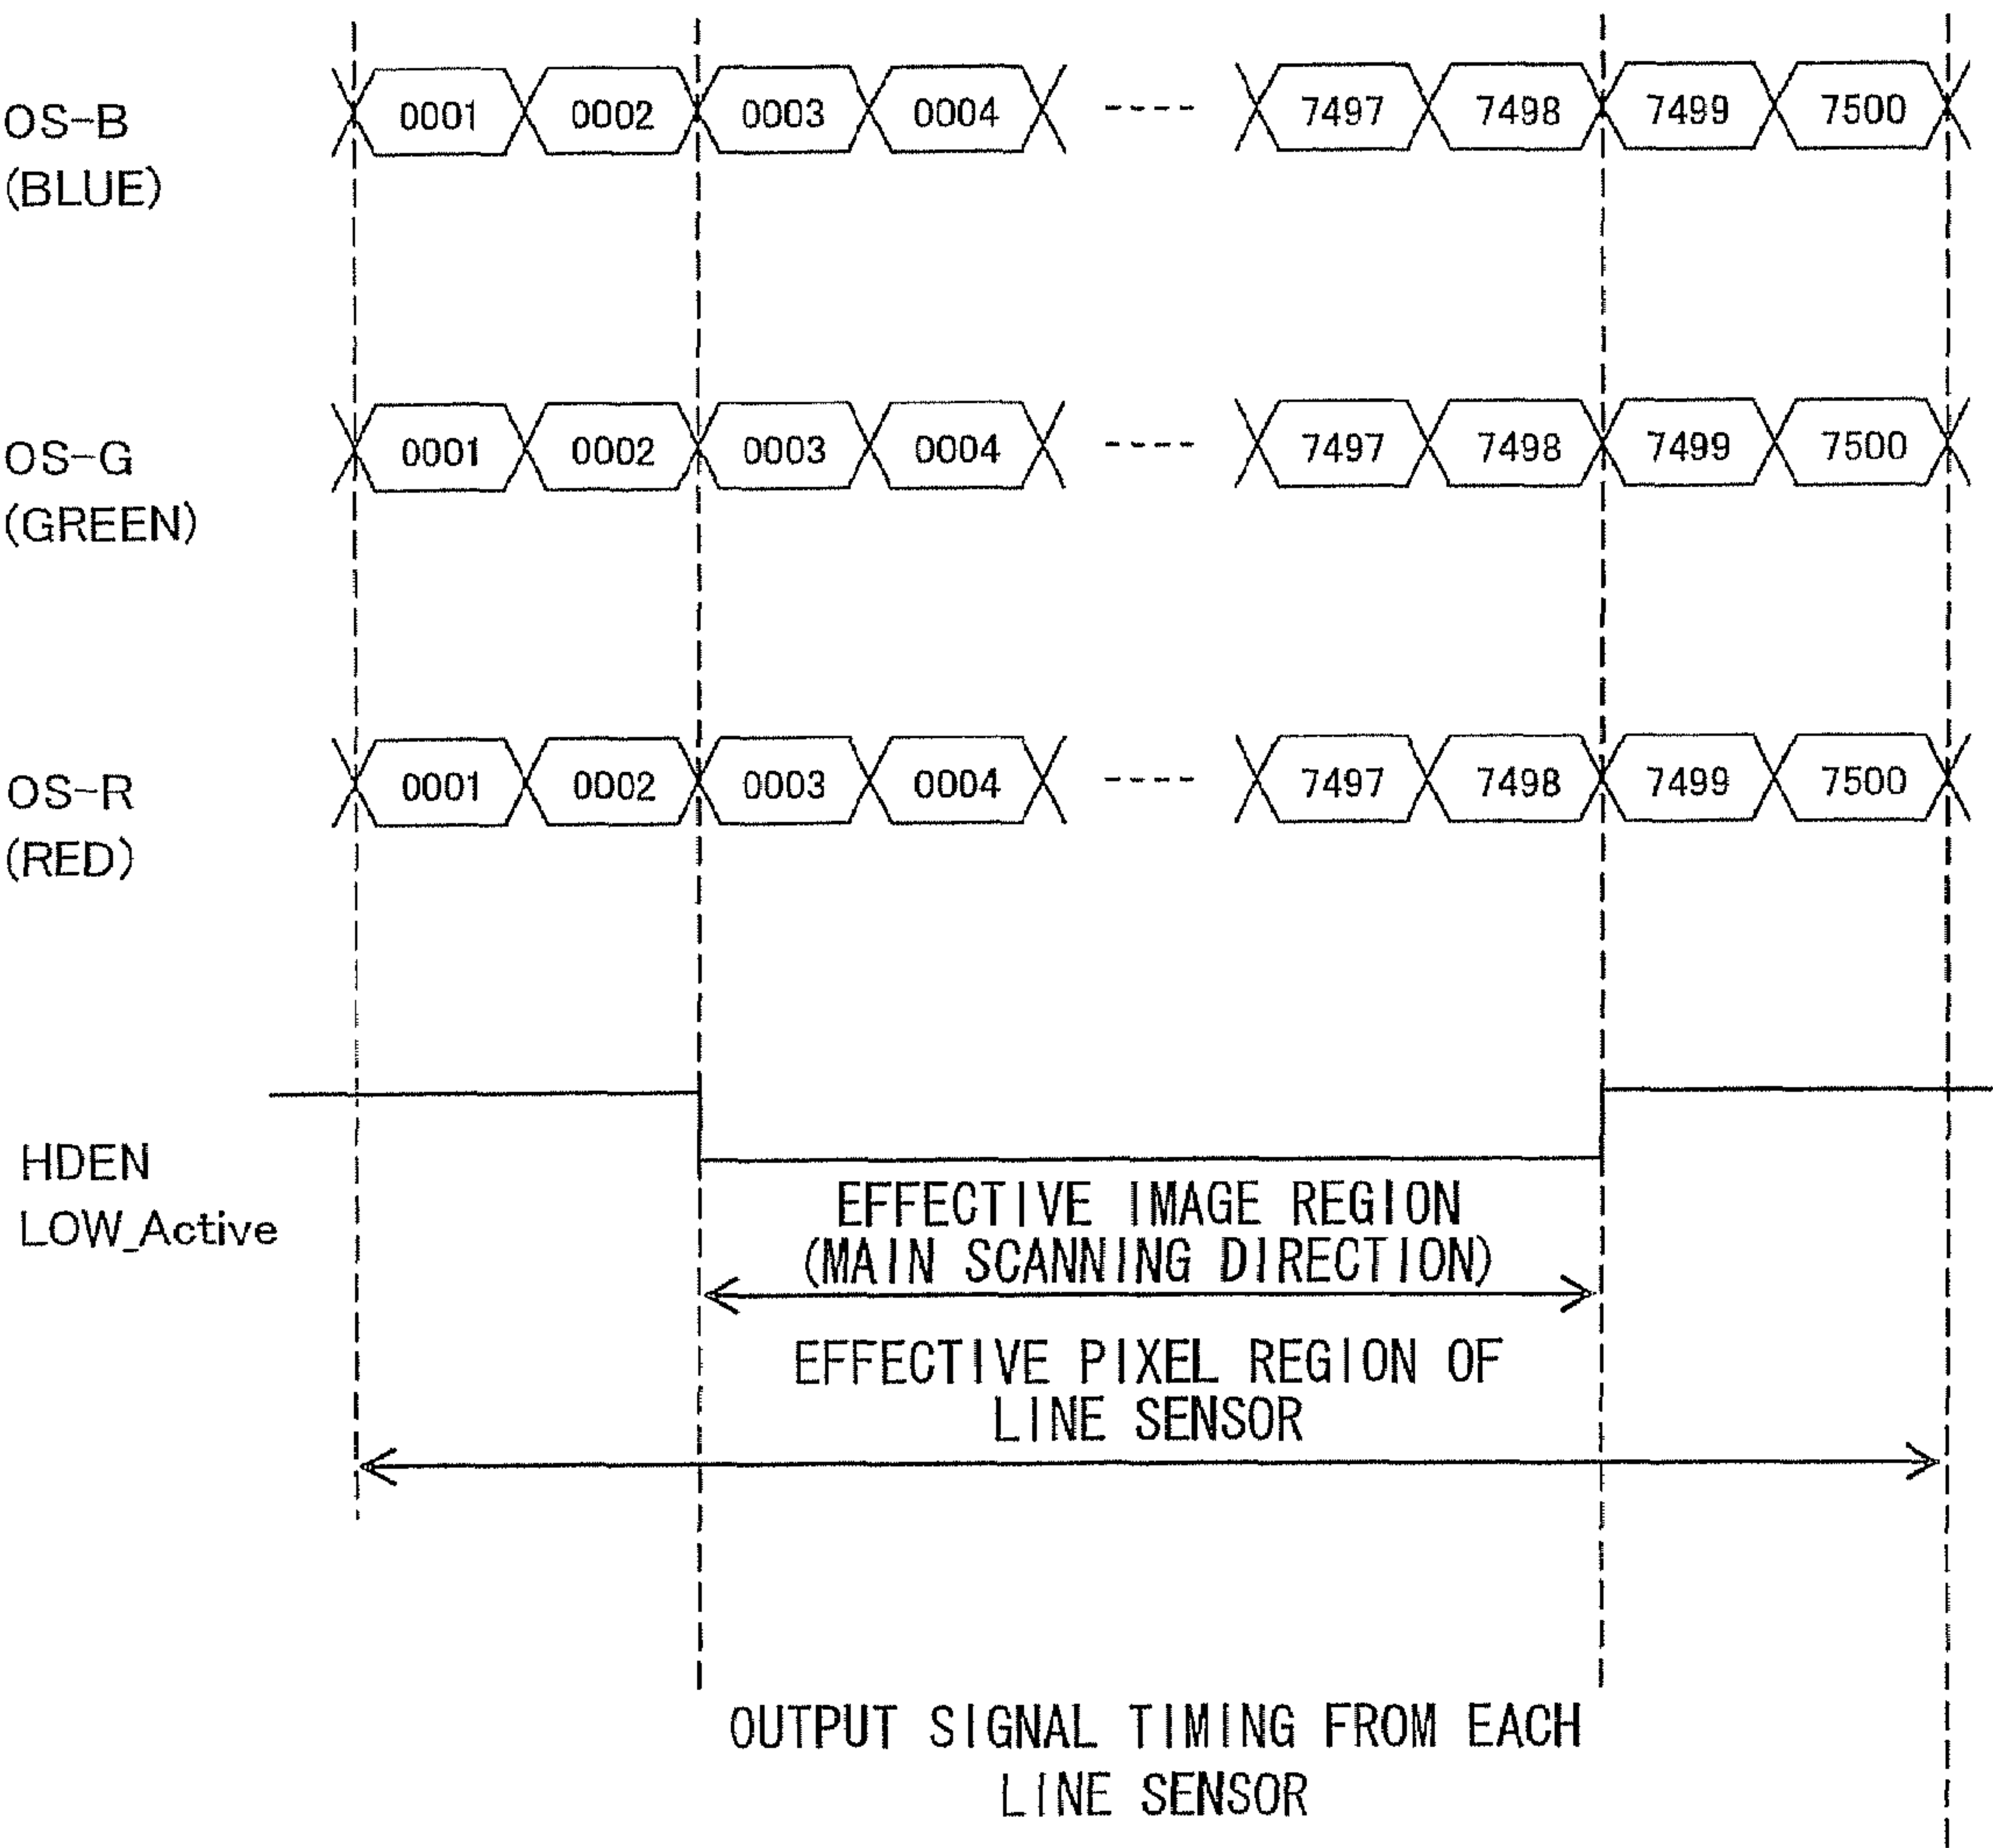 OS-B
(BLUE)
0001 0002 0003 0004 ---- 7497 7498 7499 7500
OS-G
(GREEN)
0001 0002 0003 0004 ---- 7497 7498 7499 7500
OS-R
(RED)
0001 0002 0003 0004 ---- 7497 7498 7499 7500
HDEN
LOW_Active
EFFECTIVE IMAGE REGION
(MAIN SCANNING DIRECTION)
EFFECTIVE PIXEL REGION OF
LINE SENSOR
OUTPUT SIGNAL TIMING FROM EACH
LINE SENSOR